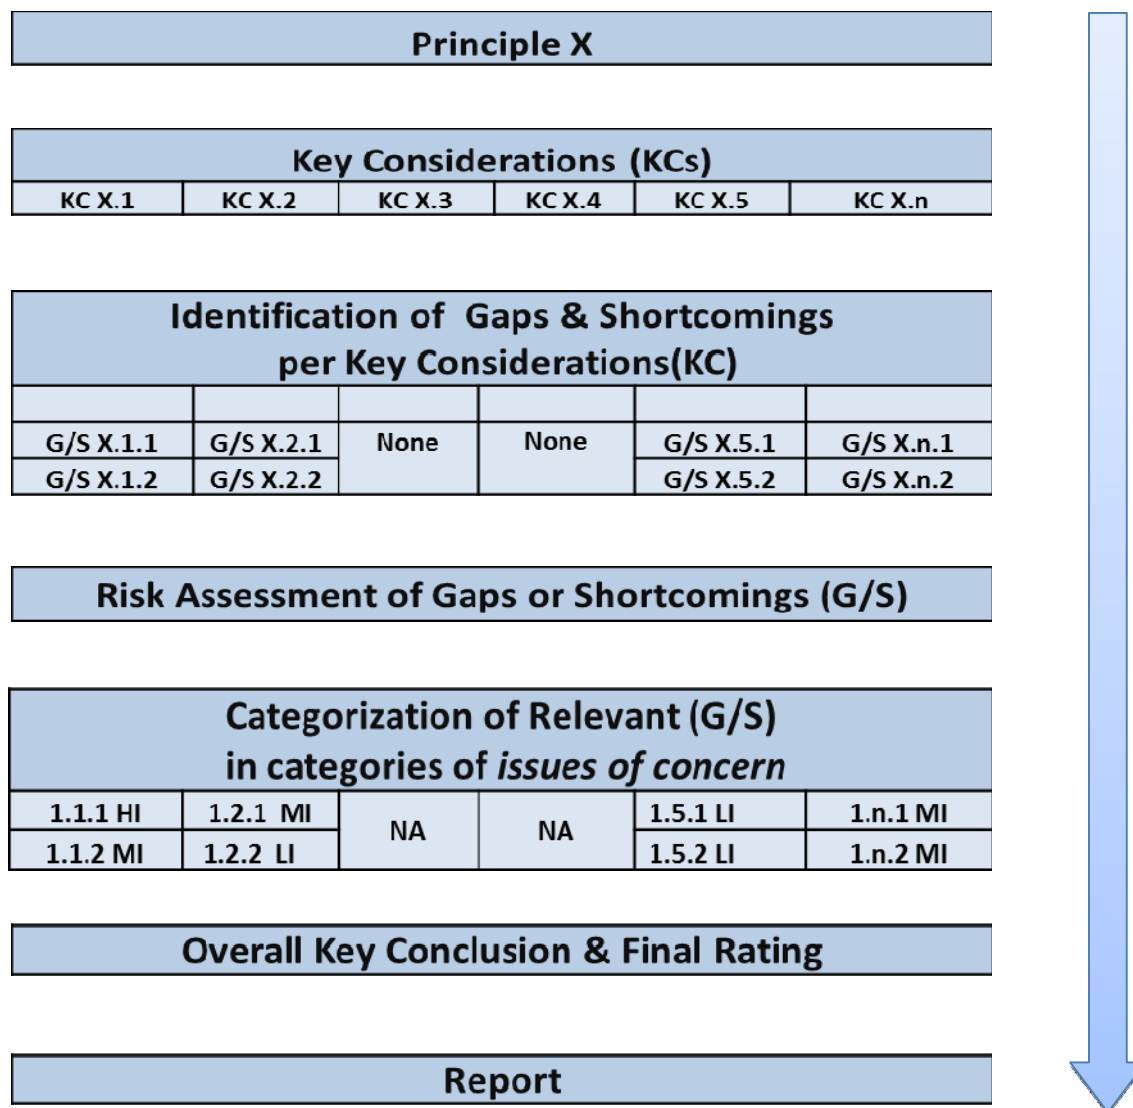 Principle X
Key Considerations (KCs)
KC X.1 KC X.2 KC X.3 KC X.4 KC X.5 KC X.n
Identification of Gaps & Shortcomings
per Key Considerations(KC)
G/S X.1.1 G/S X.2.1 None None G/S X.5.1 G/S X.n.1
G/S X.1.2 G/S X.2.2 G/S X.5.2 G/S X.n.2
Risk Assessment of Gaps or Shortcomings (G/S)
Categorization of Relevant (G/S)
in categories of issues of concern
1.1.1 HI 1.2.1 MI NA NA 1.5.1 LI 1.n.1 MI
1.1.2 MI 1.2.2 LI 1.5.2 LI 1.n.2 MI
Overall Key Conclusion & Final Rating
Report